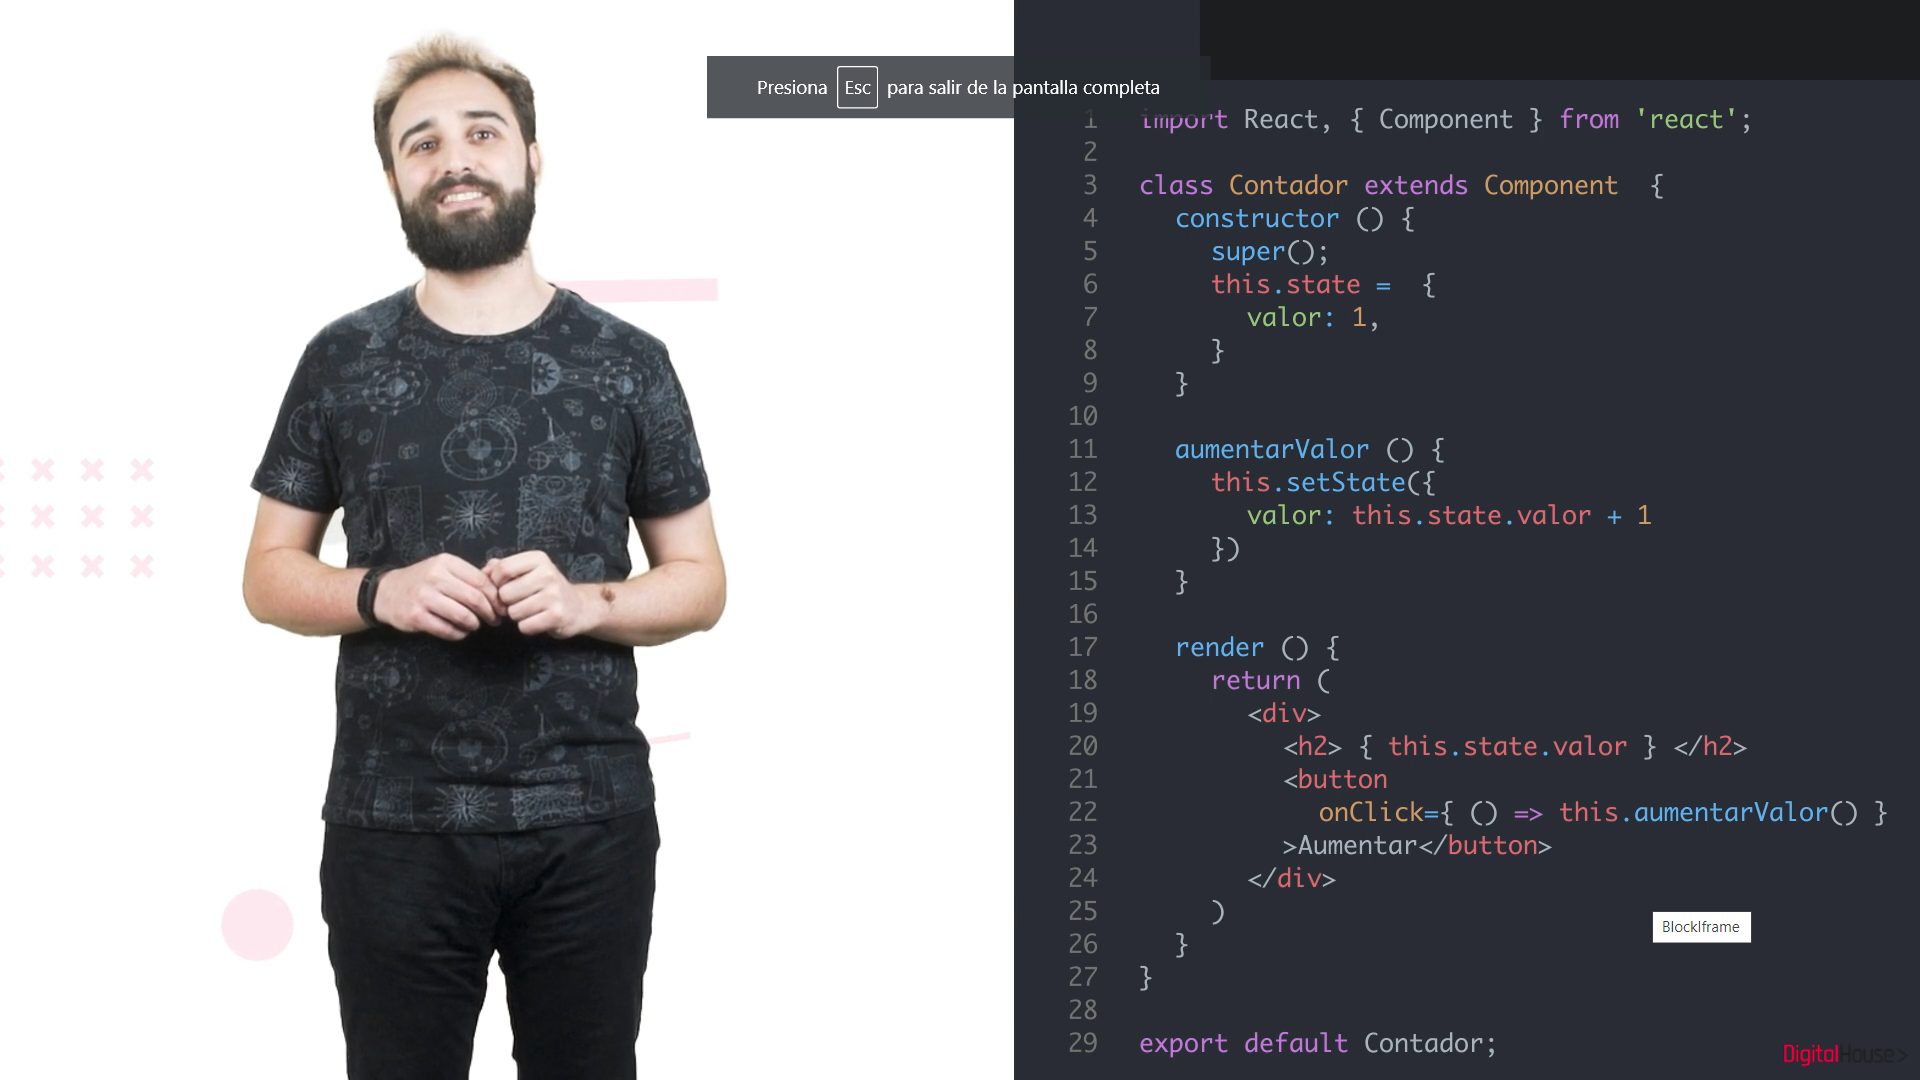 Presiona Esc para salir de la pantalla completa
1 import React, { Component } from 'react';
2
3 class Contador extends Component {
4 constructor () {
5 super();
6 this.state = {
7 valor: 1,
8 }
9 }
10
11 aumentarValor () {
12 this.setState({
13 valor: this.state.valor + 1
14 })
15 }
16
17 render () {
18 return (
19 <div>
20 <h2> { this.state.valor } </h2>
21 <button
22 onClick={ () => this.aumentarValor() }
23 >Aumentar</button>
24 </div>
25 )
BlockIframe
26 }
27 }
28
29 export default Contador;
DigitalHouse>